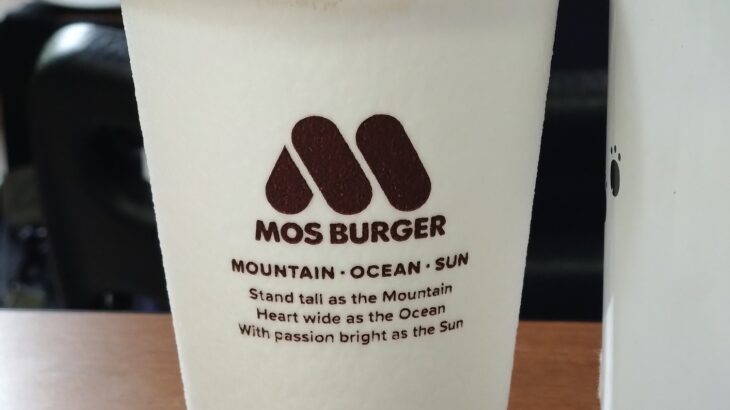 MOS BURGER
MOUNTAIN · OCEAN · SUN
Stand tall as the Mountain
Heart wide as the Ocean
With passion bright as the Sun